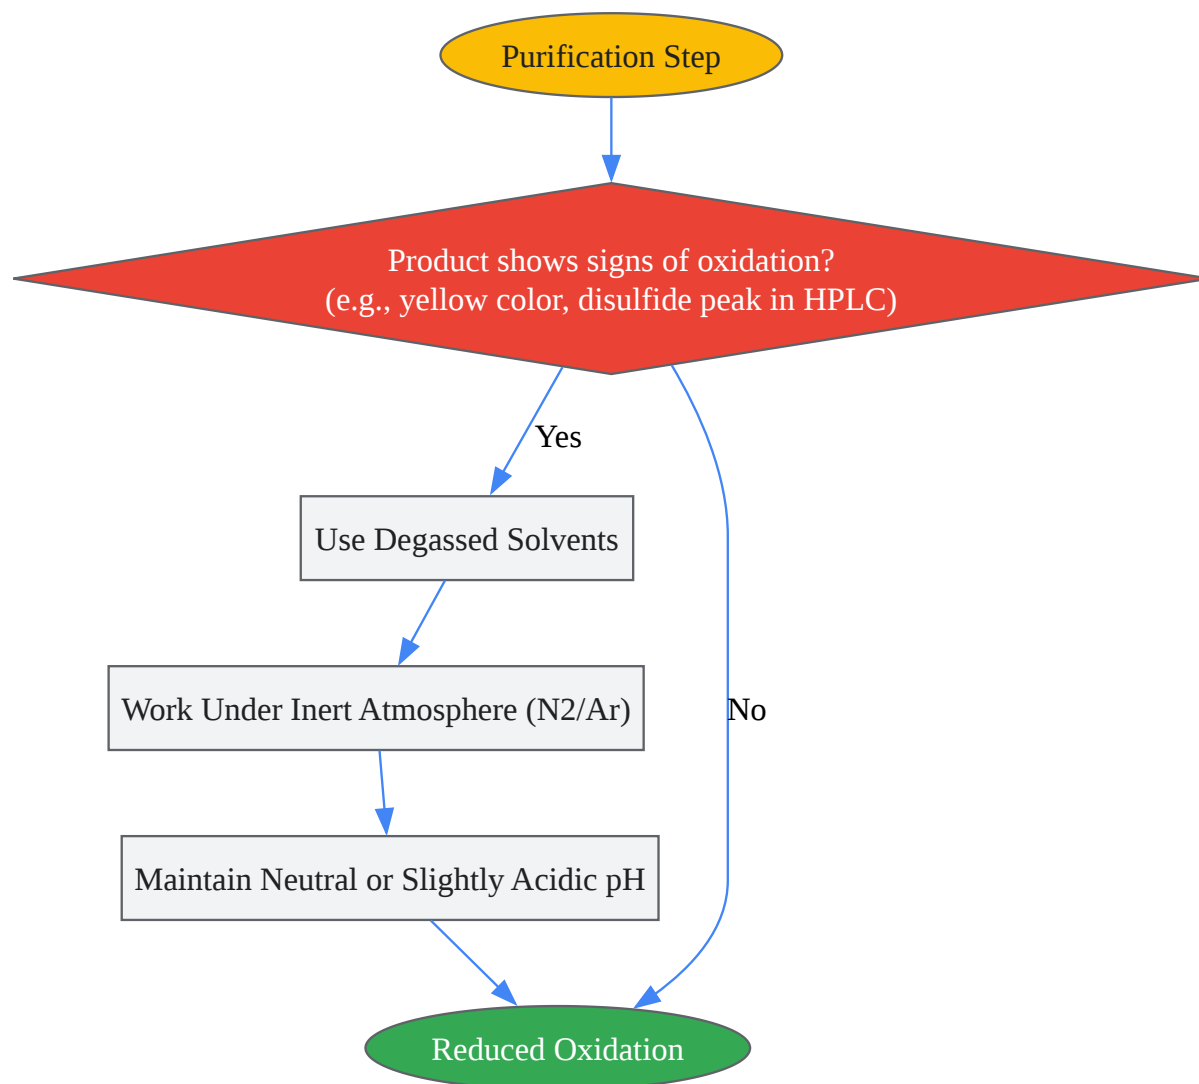 Purification Step
Product shows signs of oxidation?
(e.g., yellow color, disulfide peak in HPLC)
Yes
Use Degassed Solvents
Work Under Inert Atmosphere (N2/Ar)
No
Maintain Neutral or Slightly Acidic pH
Reduced Oxidation